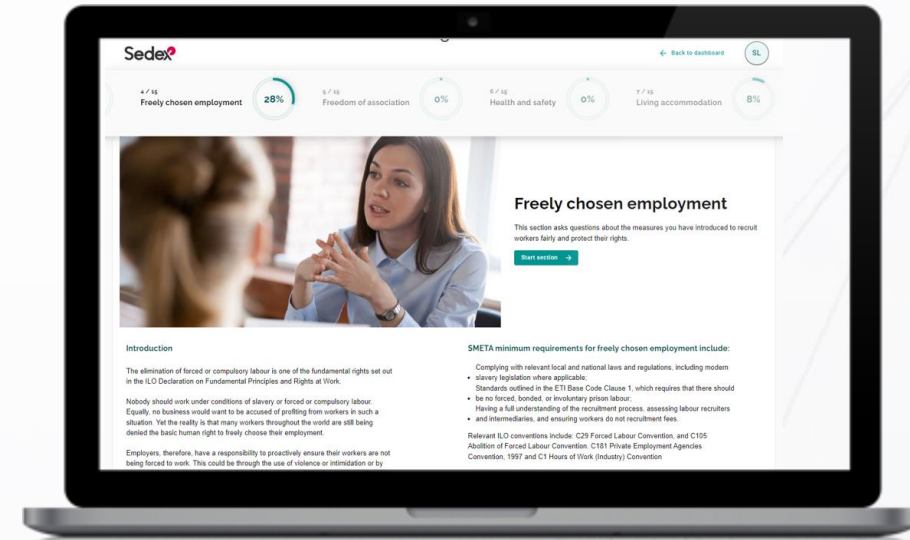 Sedex
← Back to dashboard
SL
4 / 15
Freely chosen employment
28%
5 / 15
Freedom of association
0%
6 / 15
Health and safety
0%
7 / 15
Living accommodation
8%
Freely chosen employment
This section asks questions about the measures you have introduced to recruit
workers fairly and protect their rights.
Start section →
Introduction
The elimination of forced or compulsory labour is one of the fundamental rights set out
in the ILO Declaration on Fundamental Principles and Rights at Work.
Nobody should work under conditions of slavery or forced or compulsory labour.
Equally, no business would want to be accused of profiting from workers in such a
situation. Yet the reality is that many workers throughout the world are still being
denied the basic human right to freely choose their employment.
Employers, therefore, have a responsibility to proactively ensure their workers are not
being forced to work. This could be through the use of violence or intimidation or by
SMETA minimum requirements for freely chosen employment include:
Complying with relevant local and national laws and regulations, including modern
• slavery legislation where applicable;
Standards outlined in the ETI Base Code Clause 1, which requires that there should
• be no forced, bonded, or involuntary prison labour;
Having a full understanding of the recruitment process, assessing labour recruiters
• and intermediaries, and ensuring workers do not recruitment fees.
Relevant ILO conventions include: C29 Forced Labour Convention, and C105
Abolition of Forced Labour Convention. C181 Private Employment Agencies
Convention, 1997 and C1 Hours of Work (Industry) Convention